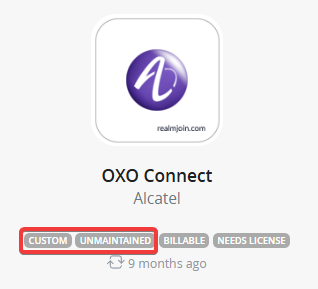 realmjoin.com
OXO Connect
Alcatel
CUSTOM UNMAINTAINED BILLABLE NEEDS LICENSE
9 months ago